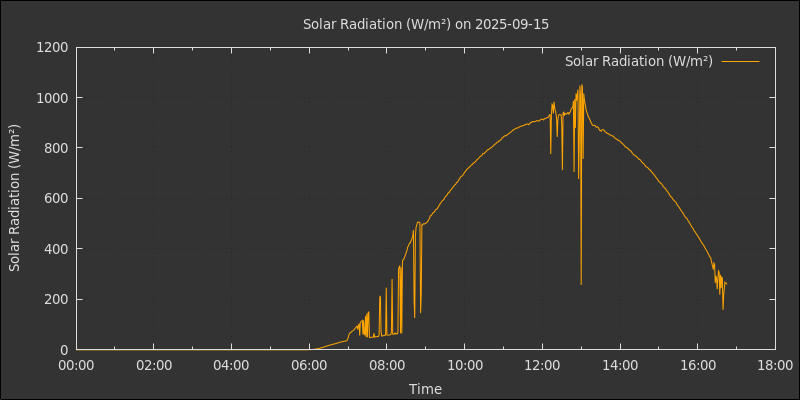 Solar Radiation (W/m²) on 2025-09-15
Solar Radiation (W/m²)
Solar Radiation (W/m²)
1200
1000
800
600
400
200
0
00:00 02:00 04:00 06:00 08:00 10:00 12:00 14:00 16:00 18:00
Time